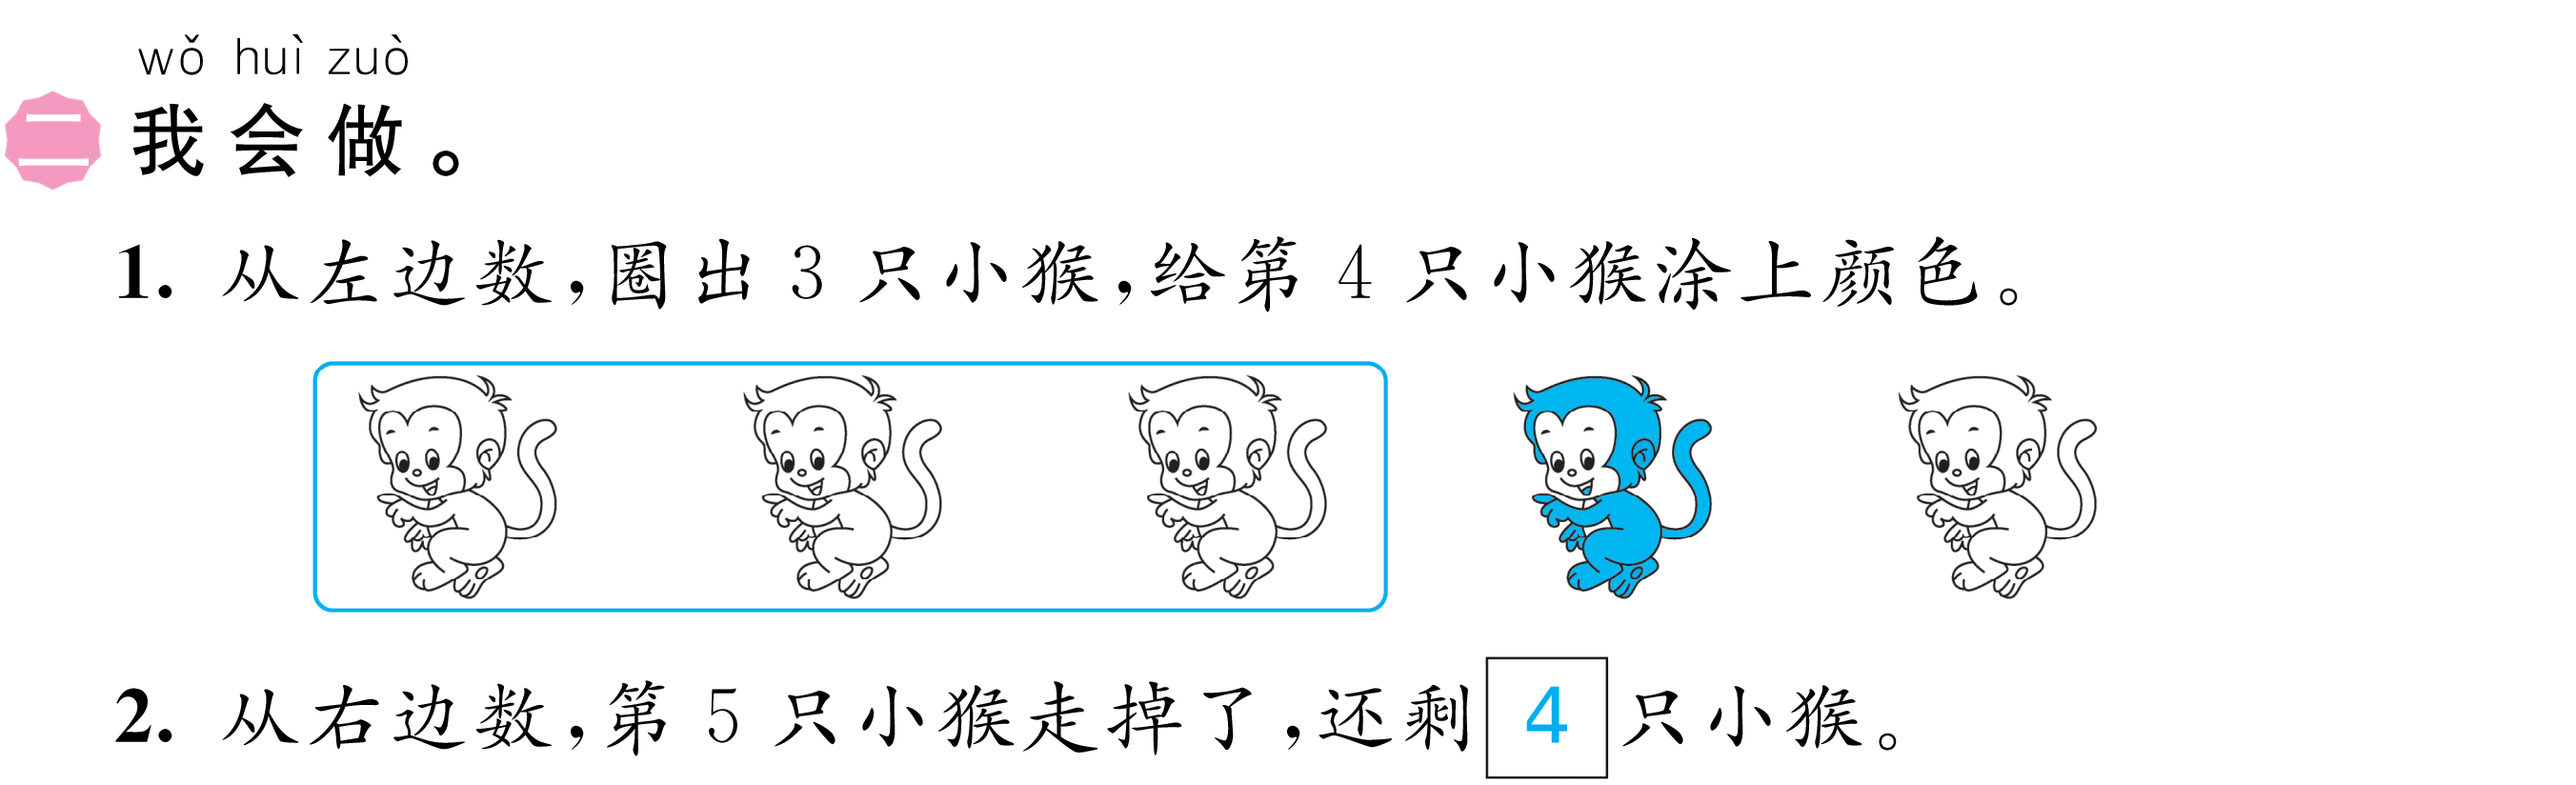 wǒ huì zuò
二 我会做。
1. 从左边数,圈出 3 只小猴,给第 4 只小猴涂上颜色。
2. 从右边数,第 5 只小猴走掉了,还剩 4 只小猴。